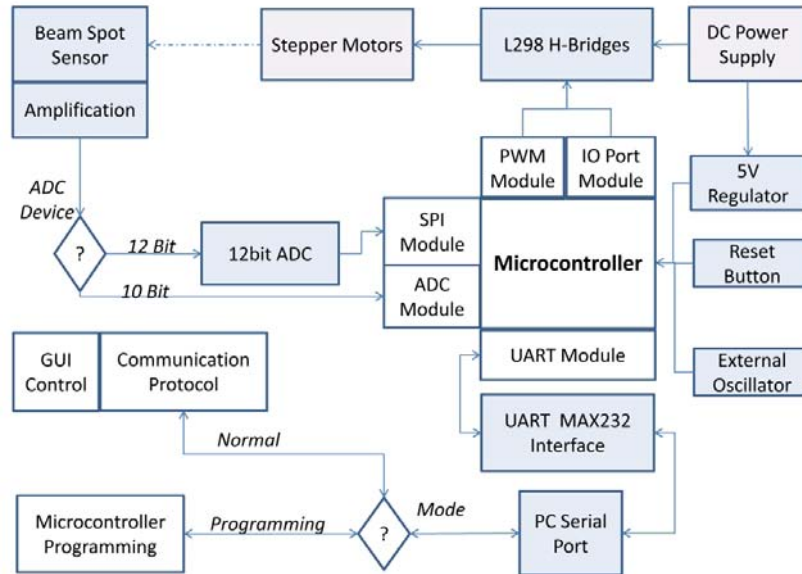 Beam Spot
Sensor
Stepper Motors
L298 H-Bridges
DC Power
Supply
Amplification
PWM
Module
IO Port
Module
5V
Regulator
ADC
Device
SPI
Module
?
12 Bit
12bit ADC
Microcontroller
Reset
Button
10 Bit
ADC
Module
GUI
Control
Communication
Protocol
UART Module
External
Oscillator
UART MAX232
Interface
Normal
Microcontroller
Programming
Programming
?
Mode
PC Serial
Port